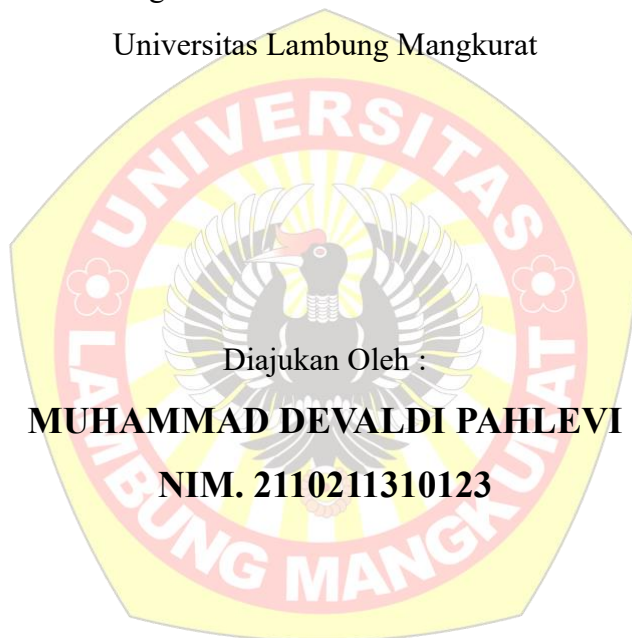 Universitas Lambung Mangkurat
UNIVERSITAS
LAMBUNG MANGKURAT
Diajukan Oleh :
MUHAMMAD DEVALDI PAHLEVI
NIM. 2110211310123